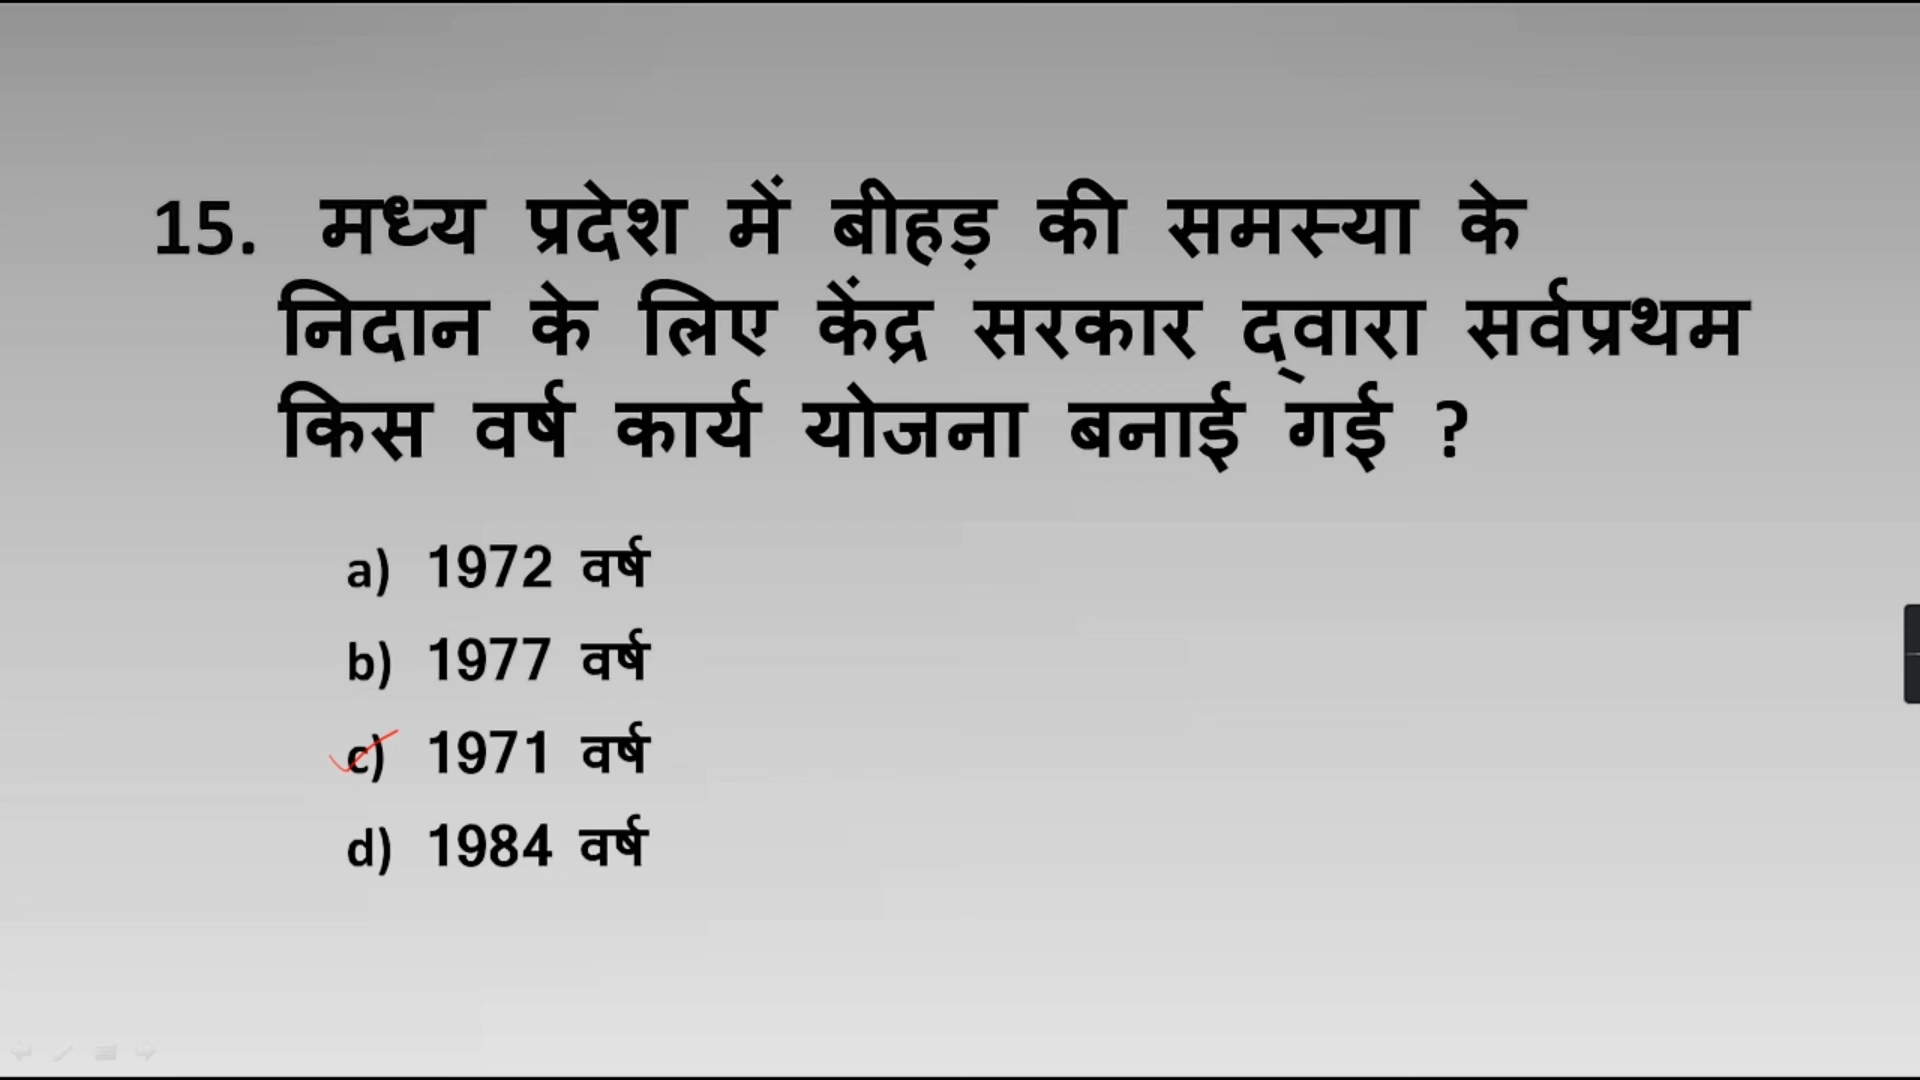 15. मध्य प्रदेश में बीहड़ की समस्या के
निदान के लिए केंद्र सरकार द्वारा सर्वप्रथम
किस वर्ष कार्य योजना बनाई गई ?
a) 1972 वर्ष
b) 1977 वर्ष
c) 1971 वर्ष
d) 1984 वर्ष